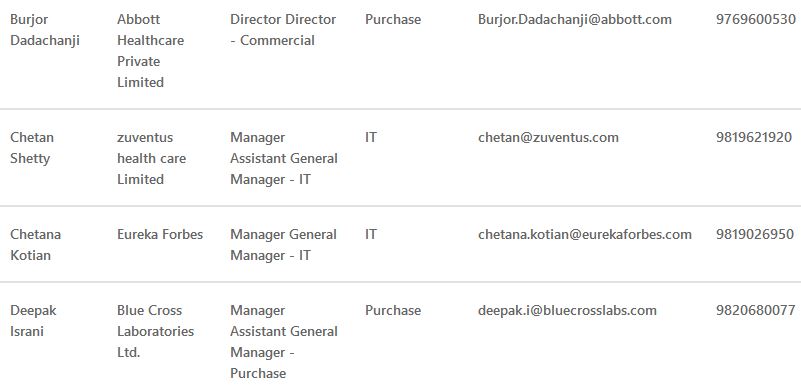 Burjor Abbott Director Director Purchase Burjor.Dadachanji@abbott.com 9769600530
Dadachanji Healthcare - Commercial
Private
Limited
Chetan zuventus Manager IT chetan@zuventus.com 9819621920
Shetty health care Assistant General
Limited Manager - IT
Chetana Eureka Forbes Manager General IT chetana.kotian@eurekaforbes.com 9819026950
Kotian Manager - IT
Deepak Blue Cross Manager Purchase deepak.i@bluecrosslabs.com 9820680077
Israni Laboratories Assistant General
Ltd. Manager -
Purchase